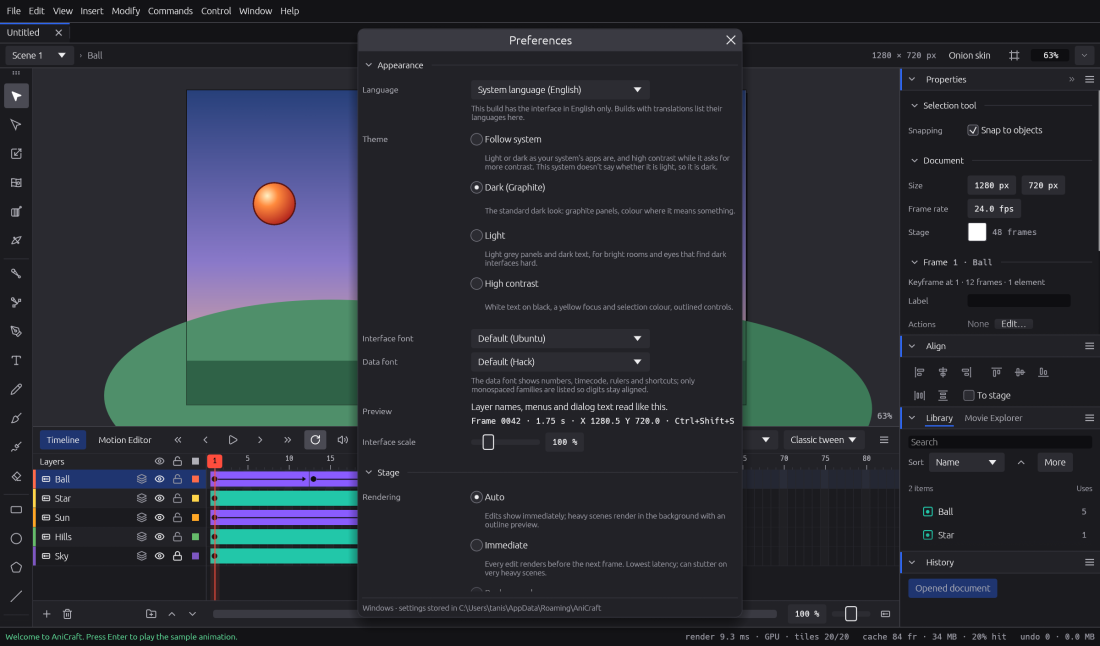 File Edit View Insert Modify Commands Control Window Help
Untitled
Scene 1
› Ball
1280 × 720 px
Onion skin
63%
Preferences
Appearance
Language
System language (English)
This build has the interface in English only. Builds with translations list their
languages here.
Theme
Follow system
Light or dark as your system's apps are, and high contrast while it asks for
more contrast. This system doesn't say whether it is light, so it is dark.
Dark (Graphite)
The standard dark look: graphite panels, colour where it means something.
Light
Light grey panels and dark text, for bright rooms and eyes that find dark
interfaces hard.
High contrast
White text on black, a yellow focus and selection colour, outlined controls.
Interface font
Default (Ubuntu)
Data font
Default (Hack)
The data font shows numbers, timecode, rulers and shortcuts; only
monospaced families are listed so digits stay aligned.
Preview
Layer names, menus and dialog text read like this.
Frame 0042 · 1.75 s · X 1280.5 Y 720.0 · Ctrl+Shift+S
Interface scale
100 %
Stage
Rendering
Auto
Edits show immediately; heavy scenes render in the background with an
outline preview.
Immediate
Every edit renders before the next frame. Lowest latency; can stutter on
very heavy scenes.
Windows · settings stored in C:\Users\tanis\AppData\Roaming\AniCraft
Properties
Selection tool
Snapping
Snap to objects
Document
Size
1280 px
720 px
Frame rate
24.0 fps
Stage
48 frames
Frame 1 · Ball
Keyframe at 1 · 12 frames · 1 element
Label
Actions
None
Edit...
Align
To stage
Library
Movie Explorer
Search
Sort
Name
More
2 items
Uses
Ball 5
Star 1
History
Opened document
63%
Timeline
Motion Editor
Classic tween
Layers
1 5 10 15
70 75 80
Ball
Star
Sun
Hills
Sky
100 %
Welcome to AniCraft. Press Enter to play the sample animation.
render 9.3 ms · GPU · tiles 20/20
cache 84 fr · 34 MB · 20% hit
undo 0 · 0.0 MB